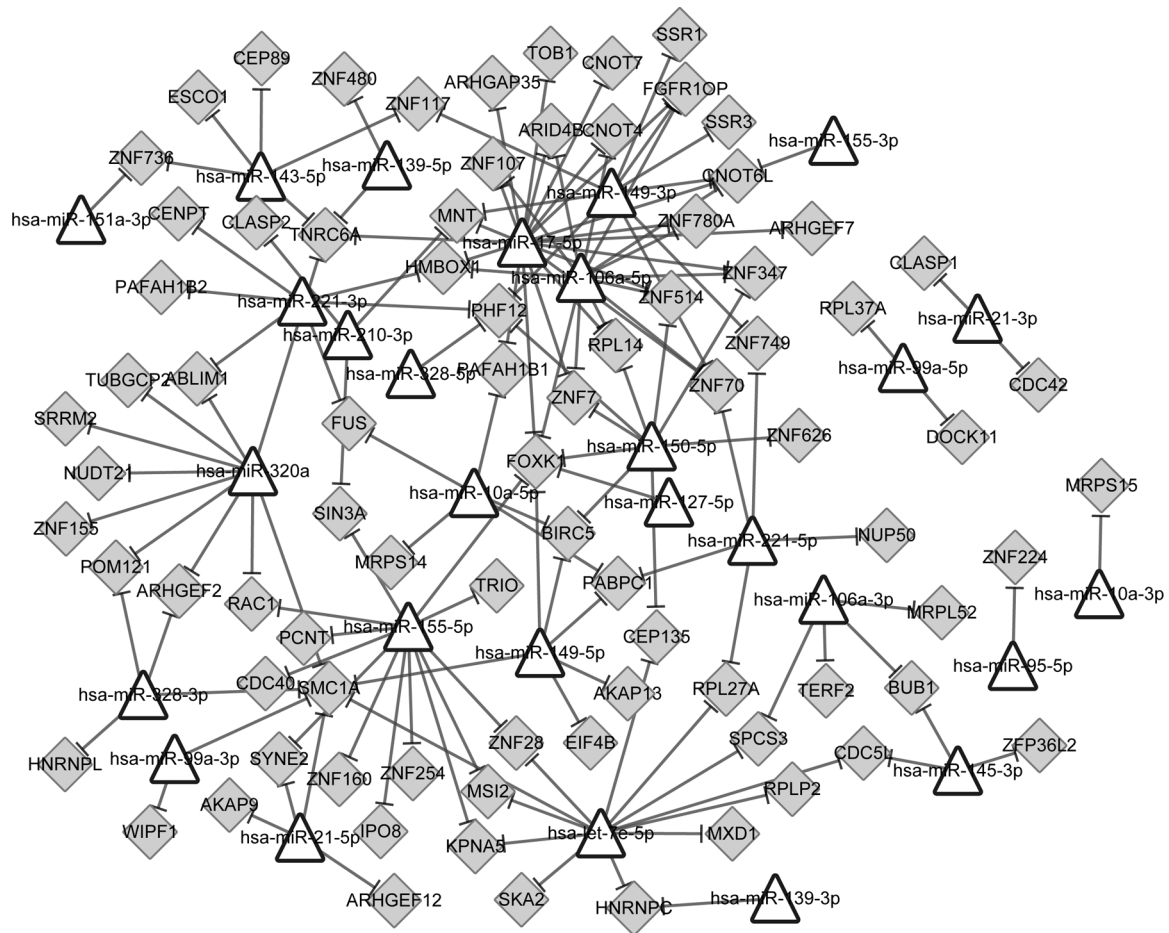 SSR1
TOB1
CEP89
CNOT7
ZNF480
ARHGAP35
FGFR1OP
ESCO1
ZNF117
SSR3
ARID4B
CNOT4
hsa-miR-155-3p
ZNF736
hsa-miR-139-5p
ZNF107
CNOT6L
hsa-miR-143-5p
hsa-miR-149-3p
hsa-miR-151a-3p
CENPT
CLASP2
MNT
ZNF780A
ARHGEF7
TNRC6A
hsa-miR-17-5p
HMBOX1
hsa-miR-106a-5p
ZNF347
CLASP1
PAFAH1B2
hsa-miR-221-3p
ZNF514
PHF12
RPL37A
hsa-miR-21-3p
hsa-miR-210-3p
RPL14
ZNF749
hsa-miR-328-5p
PAFAH1B1
hsa-miR-99a-5p
TUBGCP2
ABLIM1
ZNF70
CDC42
ZNF7
SRRM2
FUS
ZNF626
DOCK11
hsa-miR-150-5p
NUDT21
hsa-miR-320a
FOXK1
hsa-miR-10a-5p
MRPS15
hsa-miR-127-5p
SIN3A
ZNF155
BIRC5
hsa-miR-221-5p
NUP50
ZNF224
MRPS14
POM121
TRIO
PABPC1
ARHGEF2
hsa-miR-106a-3p
hsa-miR-10a-3p
RAC1
MRPL52
hsa-miR-155-5p
PCNT
CEP135
hsa-miR-149-5p
hsa-miR-95-5p
CDC40
SMC1A
hsa-miR-328-3p
AKAP13
RPL27A
TERF2
BUB1
ZNF28
EIF4B
SPCS3
CDC5L
ZFP36L2
HNRNPL
hsa-miR-99a-3p
SYNE2
hsa-miR-145-3p
ZNF160
ZNF254
MSI2
RPLP2
AKAP9
WIPF1
hsa-miR-21-5p
IPO8
KPNA5
hsa-let-7e-5p
MXD1
ARHGEF12
SKA2
HNRNPC
hsa-miR-139-3p